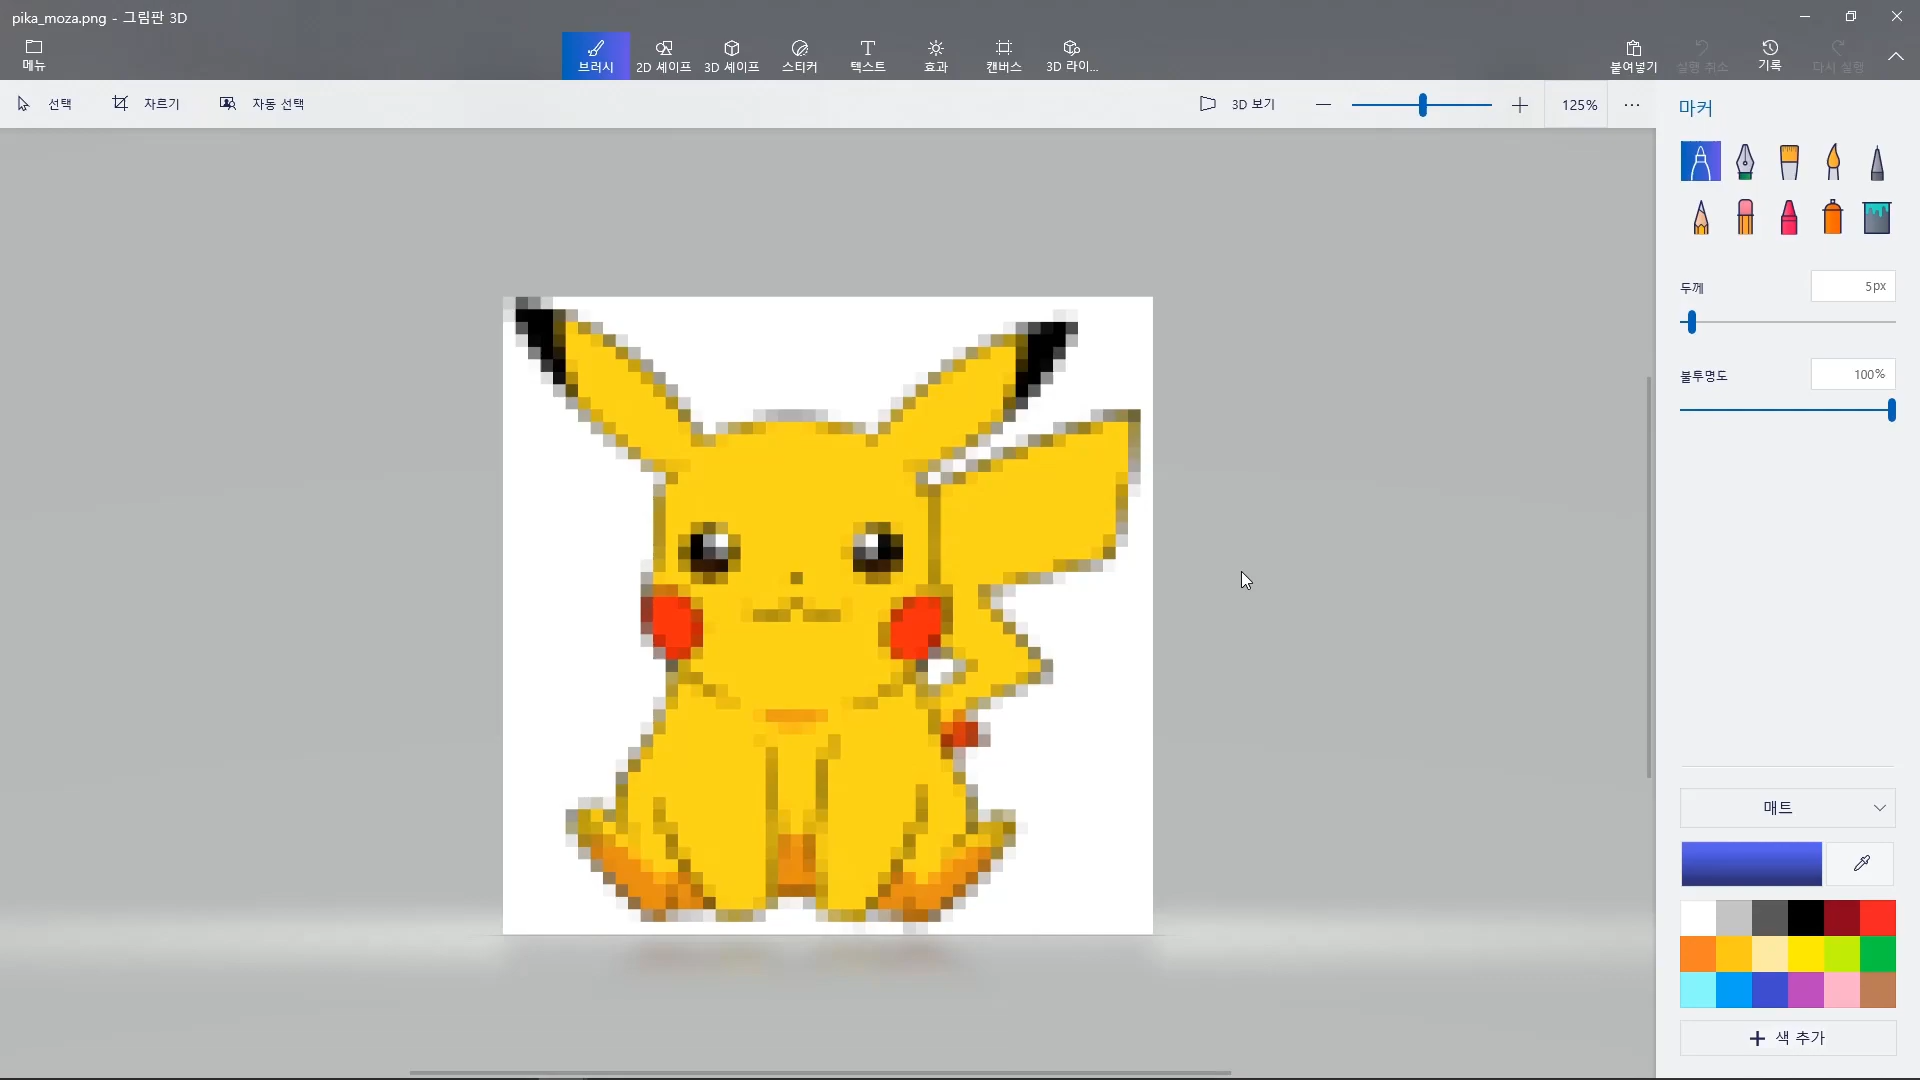 pika_moza.png - 그림판 3D
메뉴
브러시
2D 셰이프
3D 셰이프
스티커
텍스트
효과
캔버스
3D 라이...
붙여넣기
실행 취소
기록
다시 실행
선택
자르기
자동 선택
3D 보기
125%
마커
두께
5px
불투명도
100%
매트
색 추가